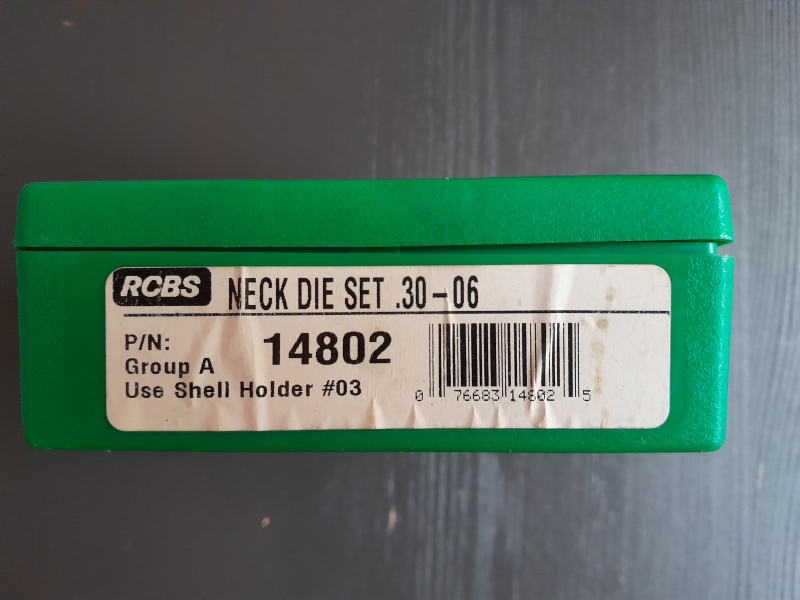 RCBS NECK DIE SET .30-06
P/N: 14802
Group A
Use Shell Holder #03
0 76683 14802 5